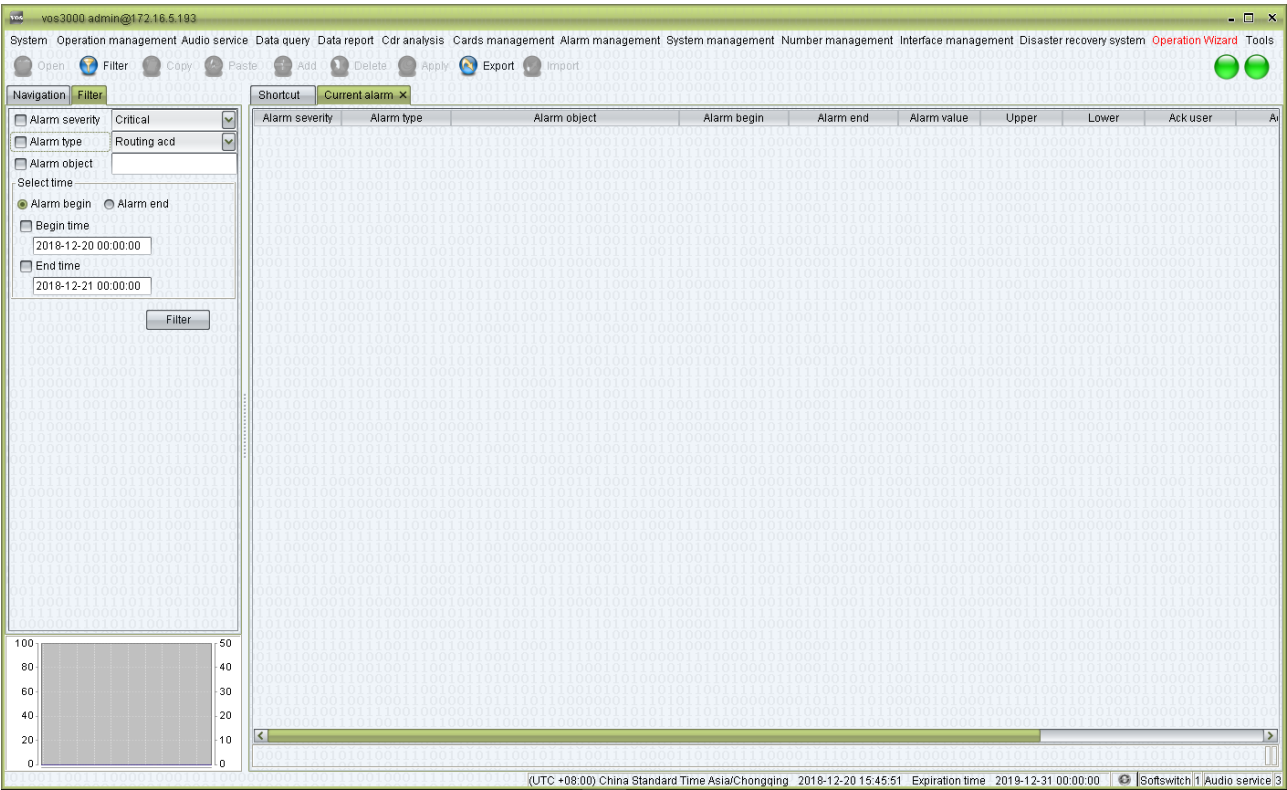 vos vos3000 admin@172.16.5.193
System Operation management Audio service Data query Data report Cdr analysis Cards management Alarm management System management Number management Interface management Disaster recovery system Operation Wizard Tools
Open Filter Copy Paste Add Delete Apply Export Import
Navigation Filter
Shortcut Current alarm
Alarm severity Critical
Alarm type Routing acd
Alarm object
Select time
Alarm begin Alarm end
Begin time
2018-12-20 00:00:00
End time
2018-12-21 00:00:00
Filter
Alarm severity Alarm type Alarm object Alarm begin Alarm end Alarm value Upper Lower Ack user
100 50
80 40
60 30
40 20
20 10
0 0
(UTC +08:00) China Standard Time Asia/Chongqing 2018-12-20 15:45:51 Expiration time 2019-12-31 00:00:00 Softswitch 1 Audio service 3